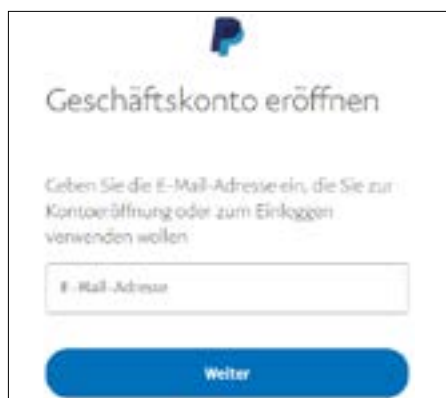 Geschäftskonto eröffnen
Geben Sie die E-Mail-Adresse ein, die Sie zur
Kontoeröffnung oder zum Einloggen
verwenden wollen
E-Mail-Adresse
Weiter